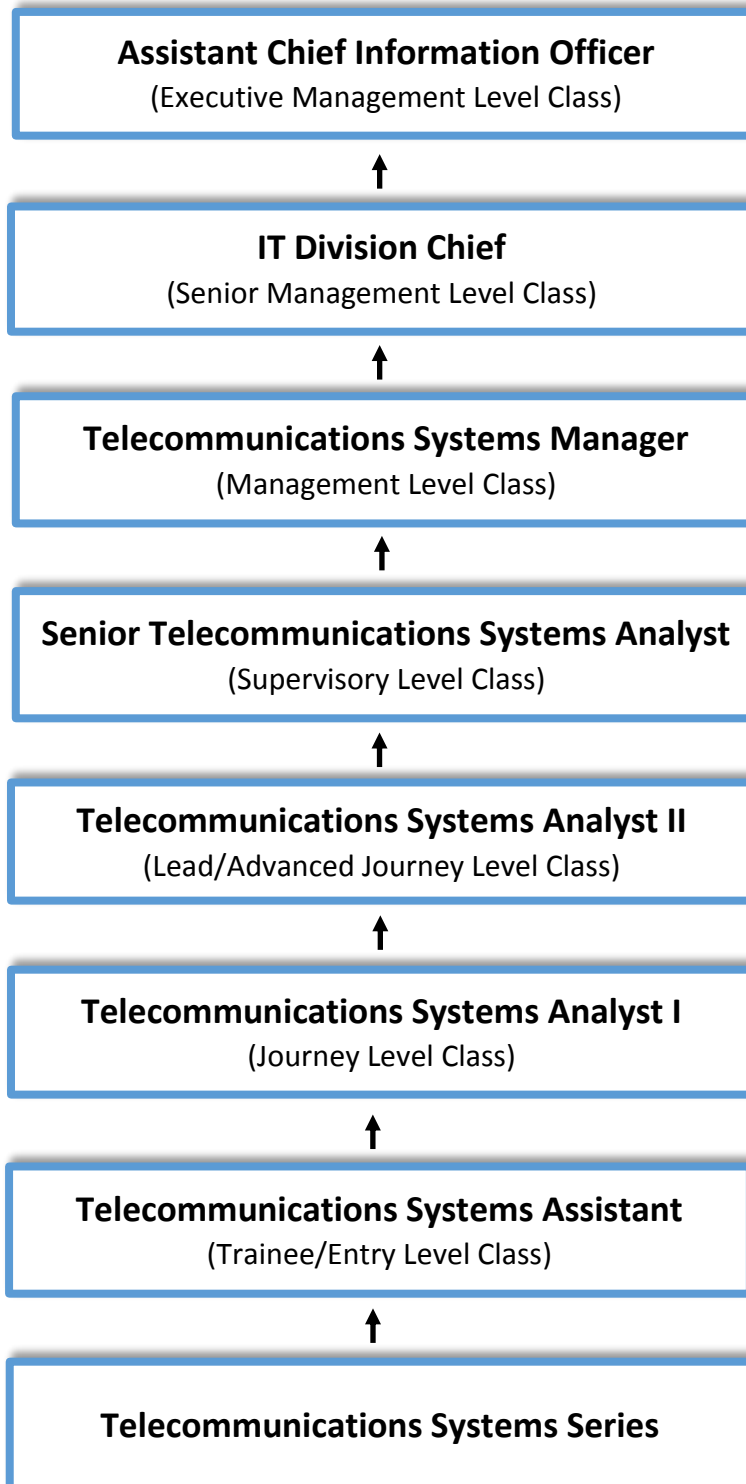 Assistant Chief Information Officer
(Executive Management Level Class)
IT Division Chief
(Senior Management Level Class)
Telecommunications Systems Manager
(Management Level Class)
Senior Telecommunications Systems Analyst
(Supervisory Level Class)
Telecommunications Systems Analyst II
(Lead/Advanced Journey Level Class)
Telecommunications Systems Analyst I
(Journey Level Class)
Telecommunications Systems Assistant
(Trainee/Entry Level Class)
Telecommunications Systems Series